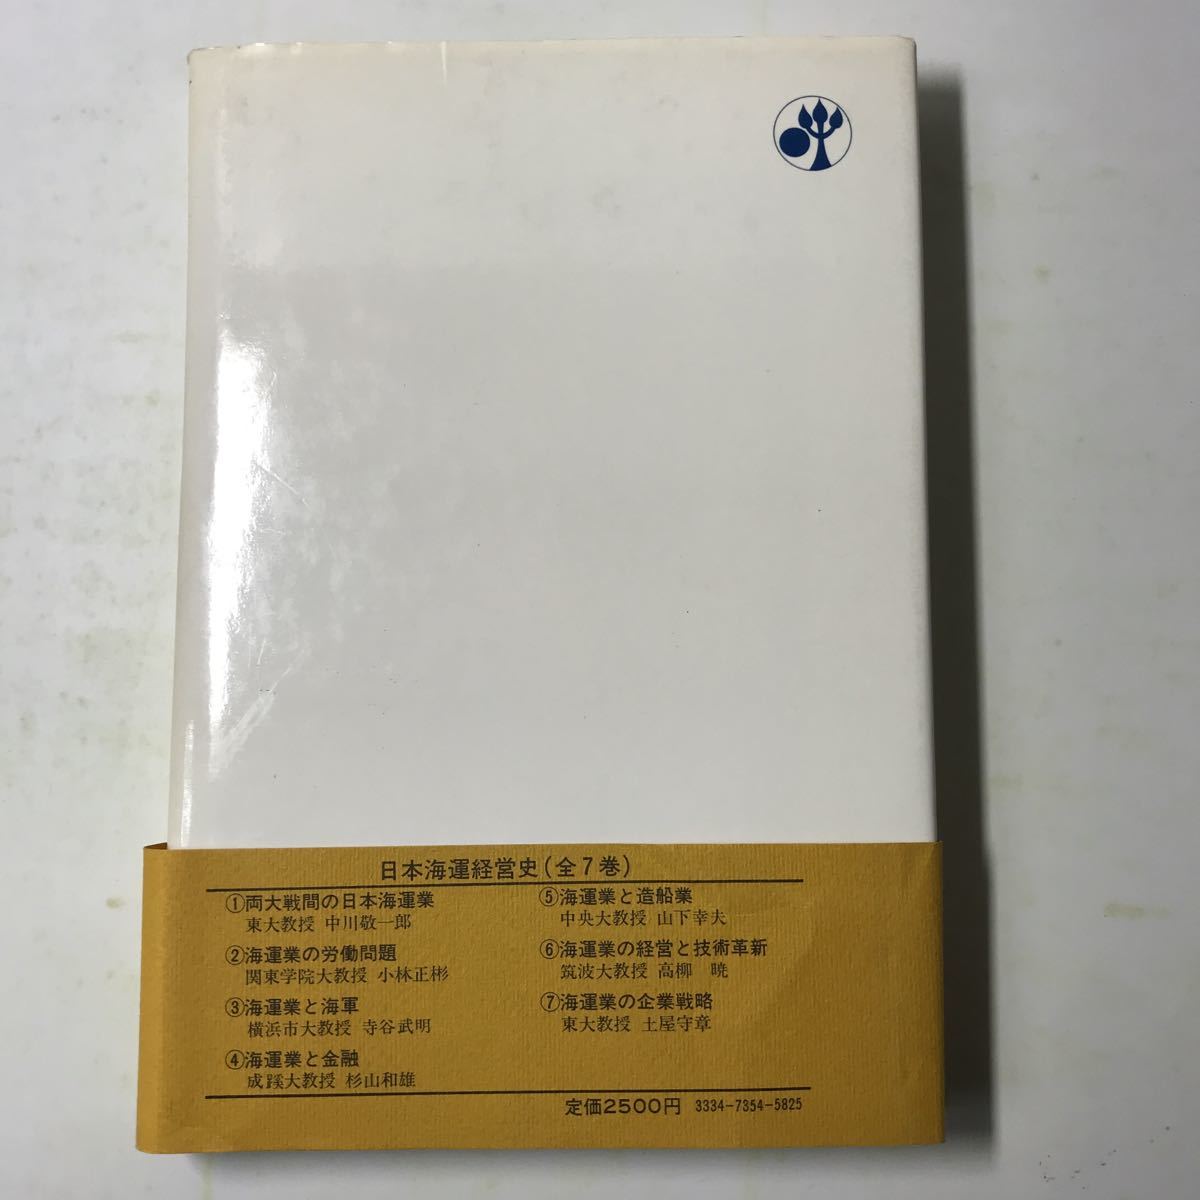 日本海運経営史(全7巻)
①両大戦間の日本海運業
東大教授 中川敬一郎
②海運業の労働問題
関東学院大教授 小林正彬
③海運業と海軍
横浜市大教授 寺谷武明
④海運業と金融
成蹊大教授 杉山和雄
⑤海運業と造船業
中央大教授 山下幸夫
⑥海運業の経営と技術革新
筑波大教授 高柳 暁
⑦海運業の企業戦略
東大教授 土屋守章
定価2500円 3334-7354-5825